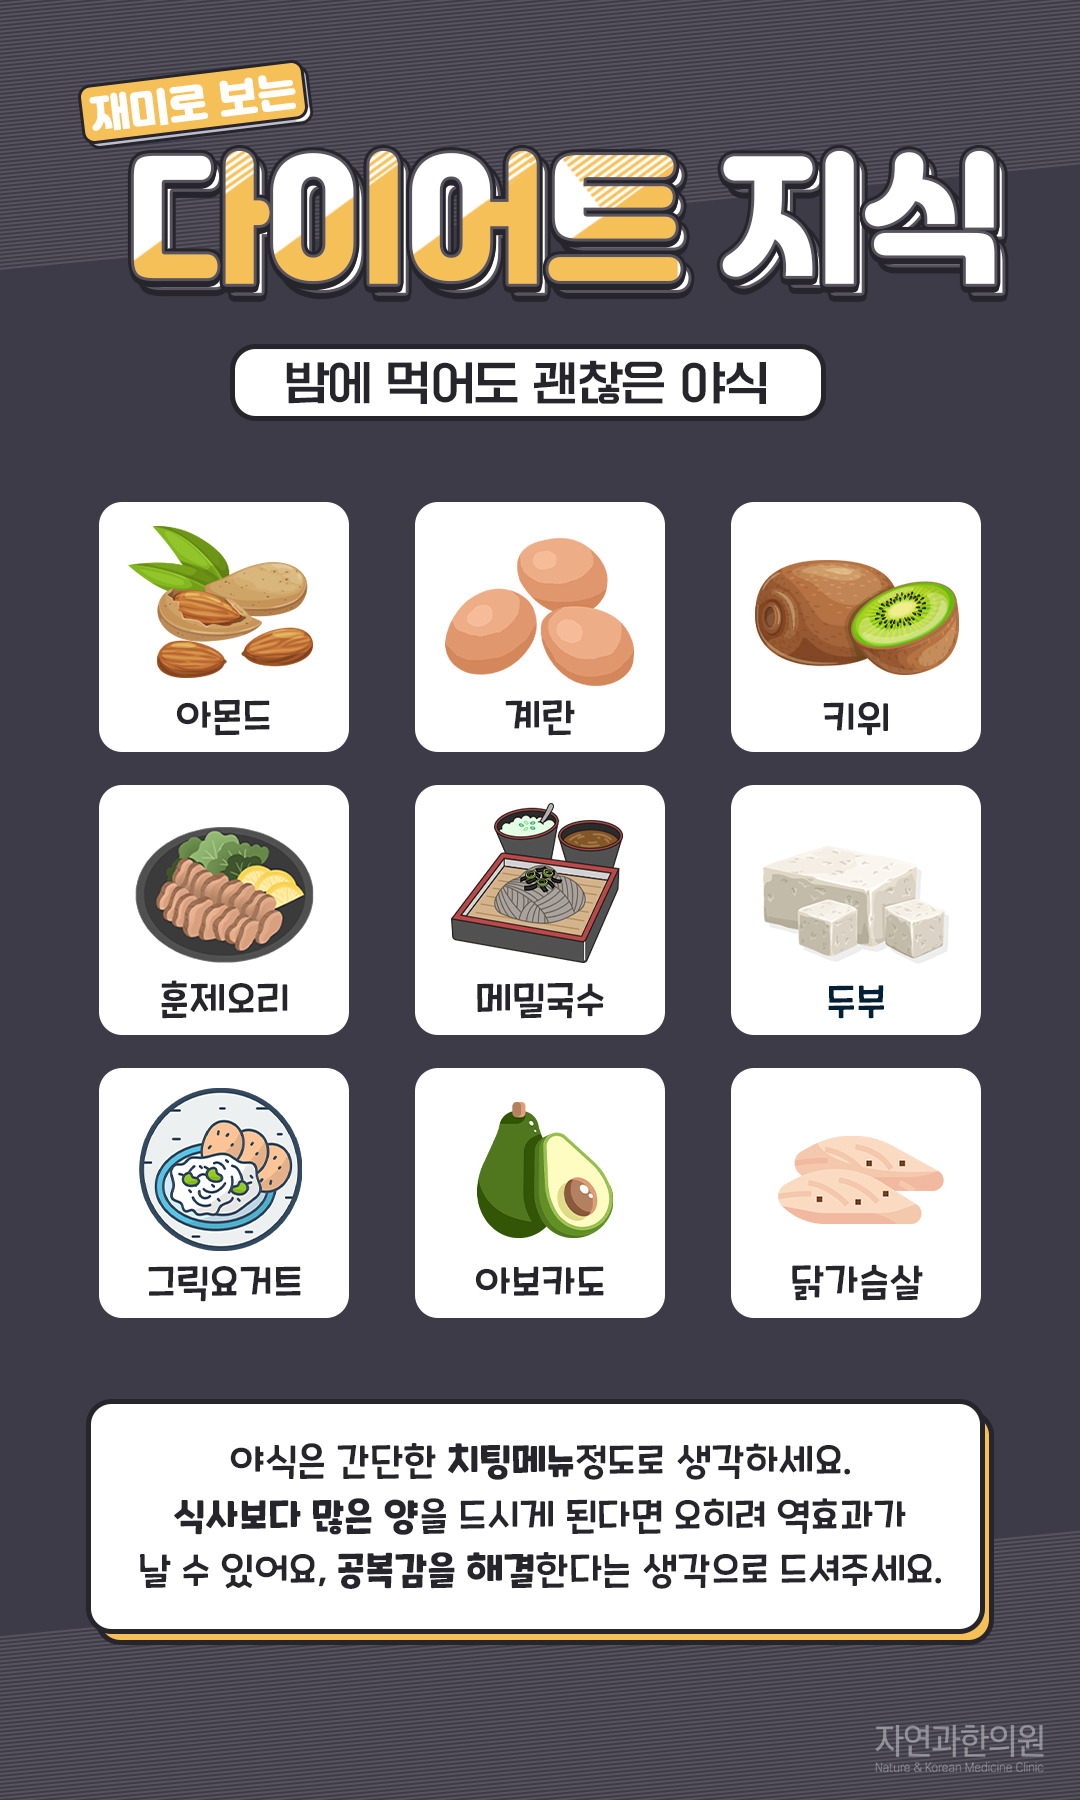 재미로 보는
다이어트 지식
밤에 먹어도 괜찮은 야식
아몬드
계란
키위
훈제오리
메밀국수
두부
그릭요거트
아보카도
닭가슴살
야식은 간단한 치팅메뉴정도로 생각하세요.
식사보다 많은 양을 드시게 된다면 오히려 역효과가
날 수 있어요, 공복감을 해결한다는 생각으로 드셔주세요.
자연과한의원
Nature & Korean Medicine Clinic